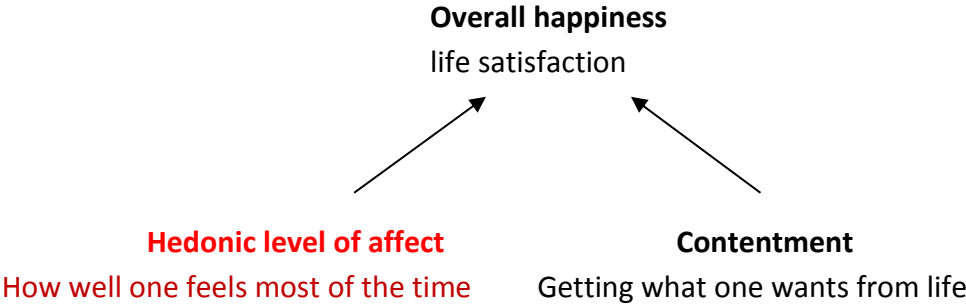 Overall happiness
life satisfaction
Hedonic level of affect
How well one feels most of the time
Contentment
Getting what one wants from life